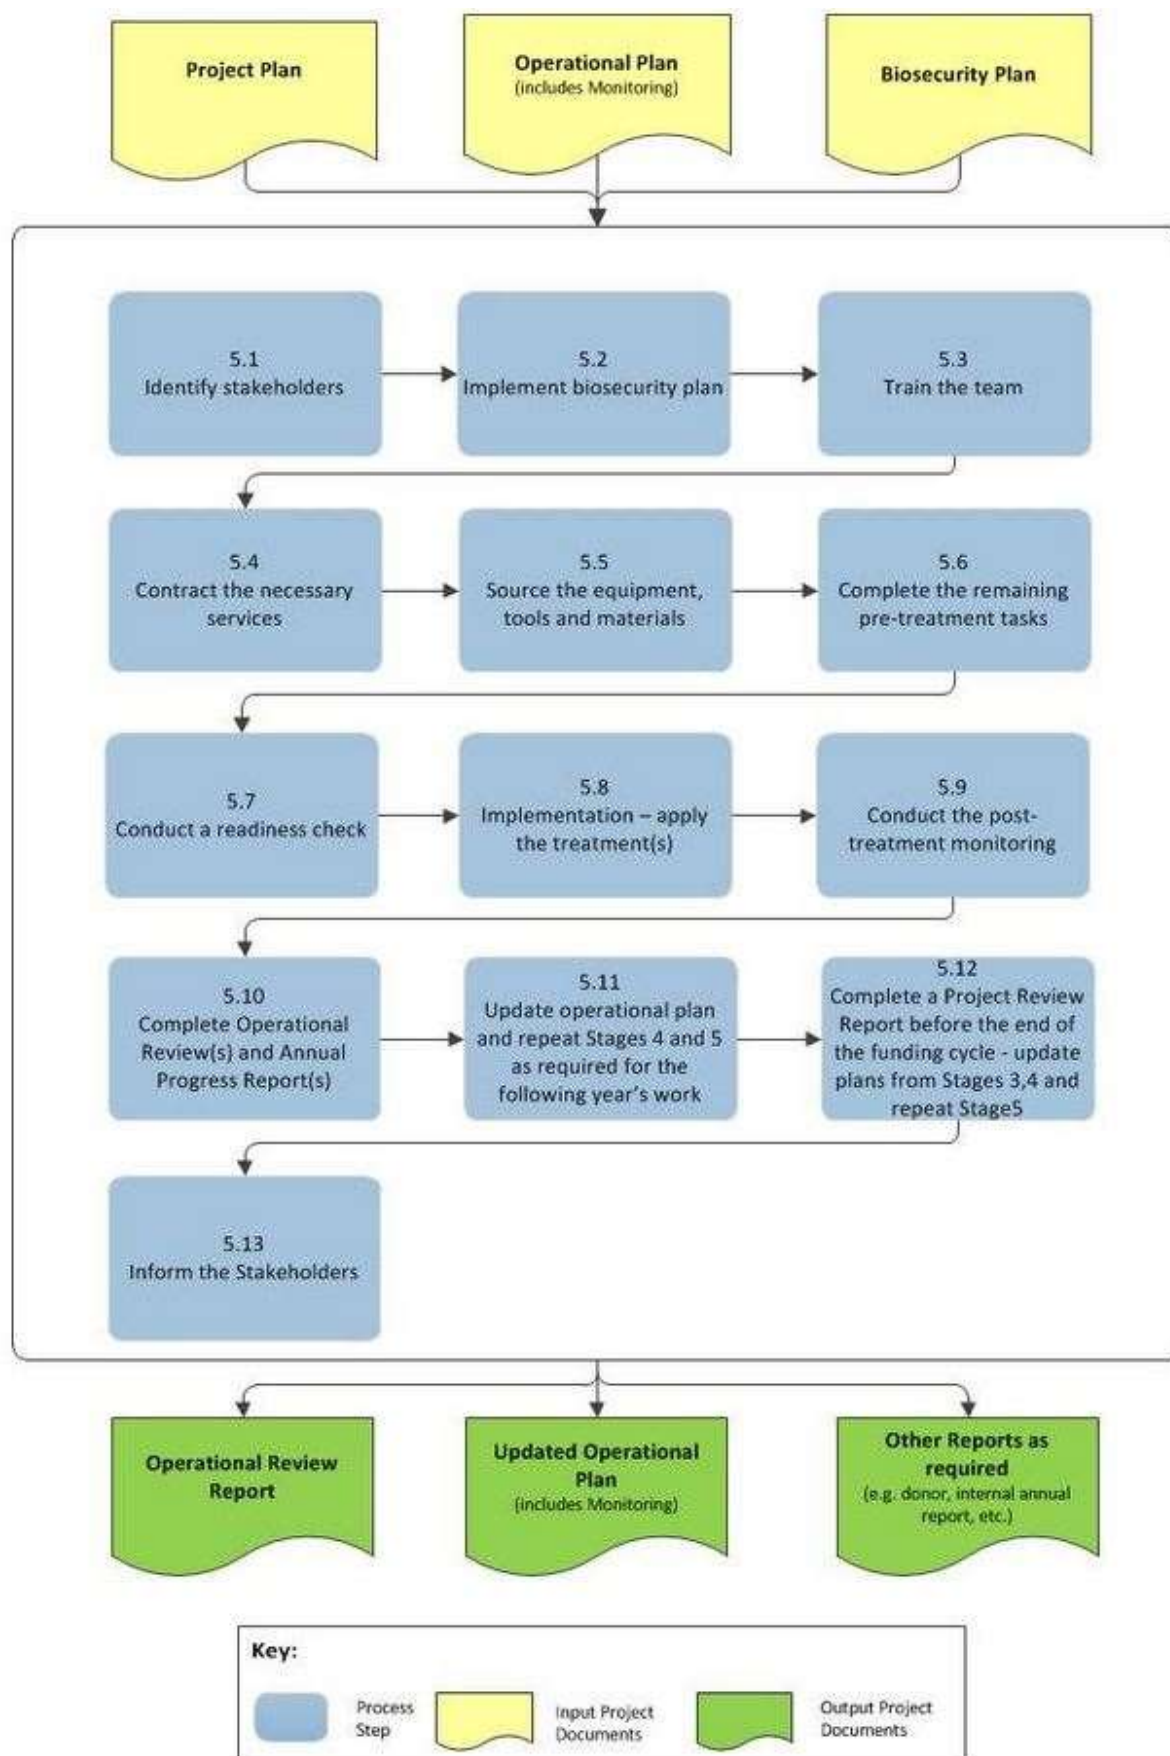 Project Plan
Operational Plan
(includes Monitoring)
Biosecurity Plan
5.1
Identify stakeholders
5.2
Implement biosecurity plan
5.3
Train the team
5.4
Contract the necessary
services
5.5
Source the equipment,
tools and materials
5.6
Complete the remaining
pre-treatment tasks
5.7
Conduct a readiness check
5.8
Implementation – apply
the treatment(s)
5.9
Conduct the post-
treatment monitoring
5.10
Complete Operational
Review(s) and Annual
Progress Report(s)
5.11
Update operational plan
and repeat Stages 4 and 5
as required for the
following year's work
5.12
Complete a Project Review
Report before the end of
the funding cycle - update
plans from Stages 3,4 and
repeat Stage5
5.13
Inform the Stakeholders
Operational Review
Report
Updated Operational
Plan
(includes Monitoring)
Other Reports as
required
(e.g. donor, internal annual
report, etc.)
Key:
Process
Step
Input Project
Documents
Output Project
Documents